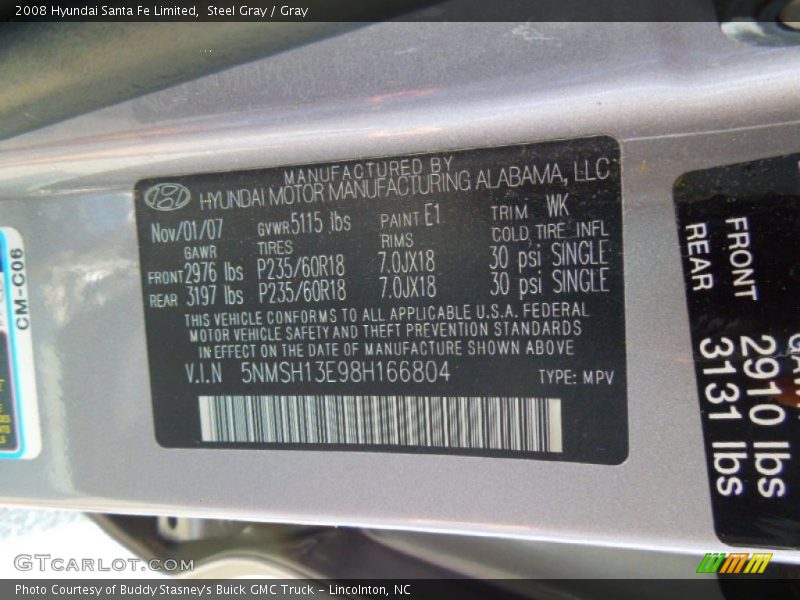 2008 Hyundai Santa Fe Limited,  Steel Gray / Gray
MANUFACTURED BY
HYUNDAI MOTOR MANUFACTURING ALABAMA, LLC
Nov/01/07 GVWR 5115 lbs PAINT E1 TRIM WK
GAWR TIRES RIMS COLD TIRE INFL
FRONT 2976 lbs P235/60R18 7.0JX18 30 psi SINGLE
REAR 3197 lbs P235/60R18 7.0JX18 30 psi SINGLE
THIS VEHICLE CONFORMS TO ALL APPLICABLE U.S.A. FEDERAL
MOTOR VEHICLE SAFETY AND THEFT PREVENTION STANDARDS
IN EFFECT ON THE DATE OF MANUFACTURE SHOWN ABOVE
V.I.N 5NMSH13E98H166804 TYPE: MPV
CM-C06
FRONT 2910 lbs
REAR 3131 lbs
GTCARLOT.COM
Photo Courtesy of Buddy Stasney's Buick GMC Truck - Lincolnton, NC